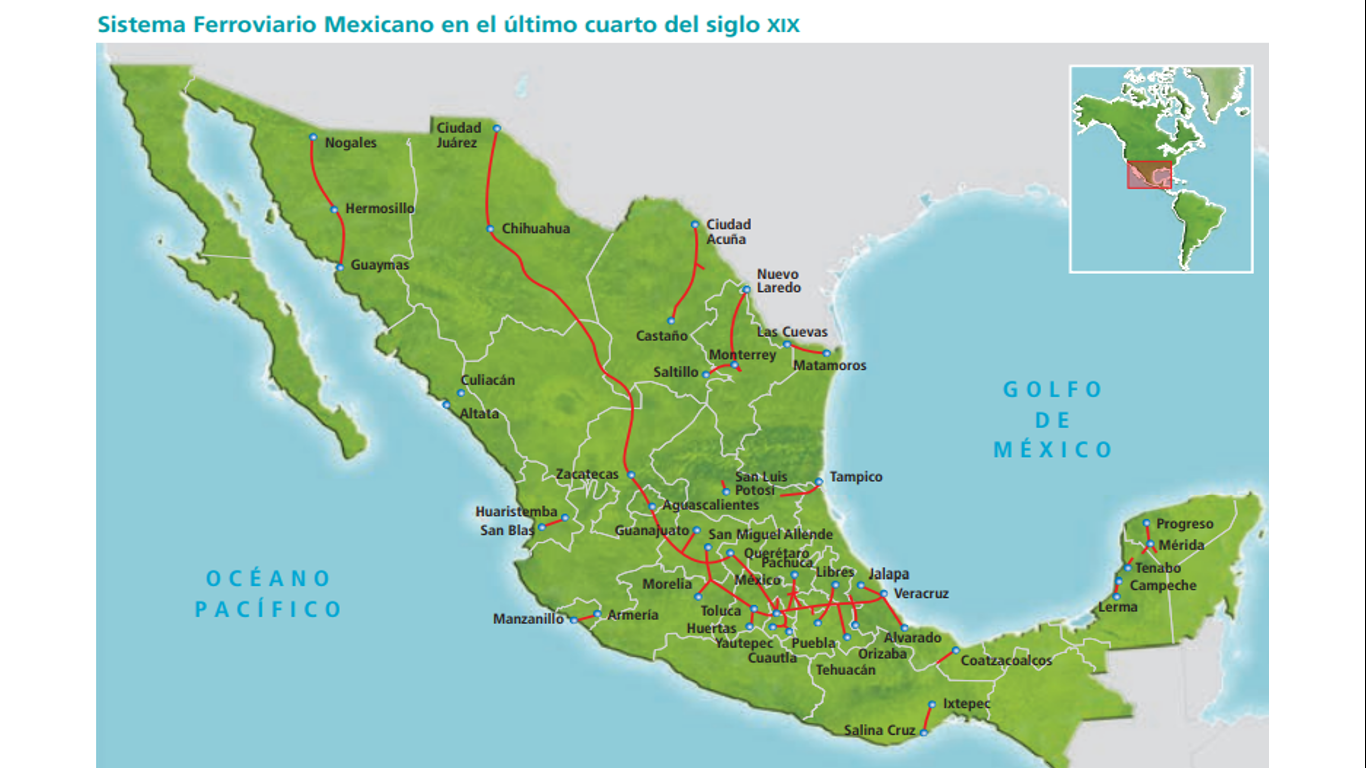 Sistema Ferroviario Mexicano en el último cuarto del siglo XIX
Ciudad
Juárez
Nogales
Hermosillo
Chihuahua
Ciudad
Acuña
Guaymas
Nuevo
Laredo
Castaño
Las Cuevas
Monterrey
Matamoros
Saltillo
Culiacán
Altata
GOLFO
DE
MÉXICO
Zacatecas
San Luis
Potosí
Tampico
Aguascalientes
Huaristemba
San Blas
Guanajuato
San Miguel Allende
Querétaro
Pachuca
Progreso
Mérida
Tenabo
Campeche
Lerma
OCÉANO
PACÍFICO
Morelia
México
Libres
Jalapa
Veracruz
Manzanillo
Armería
Toluca
Huertas
Yautepec
Cuautla
Puebla
Tehuacán
Orizaba
Alvarado
Coatzacoalcos
Ixtepec
Salina Cruz